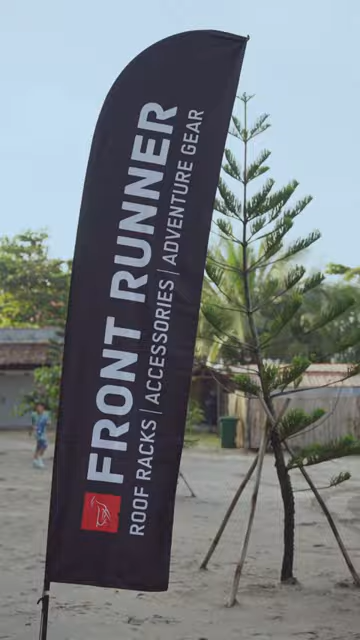 FRONT RUNNER
ROOF RACKS | ACCESSORIES | ADVENTURE GEAR